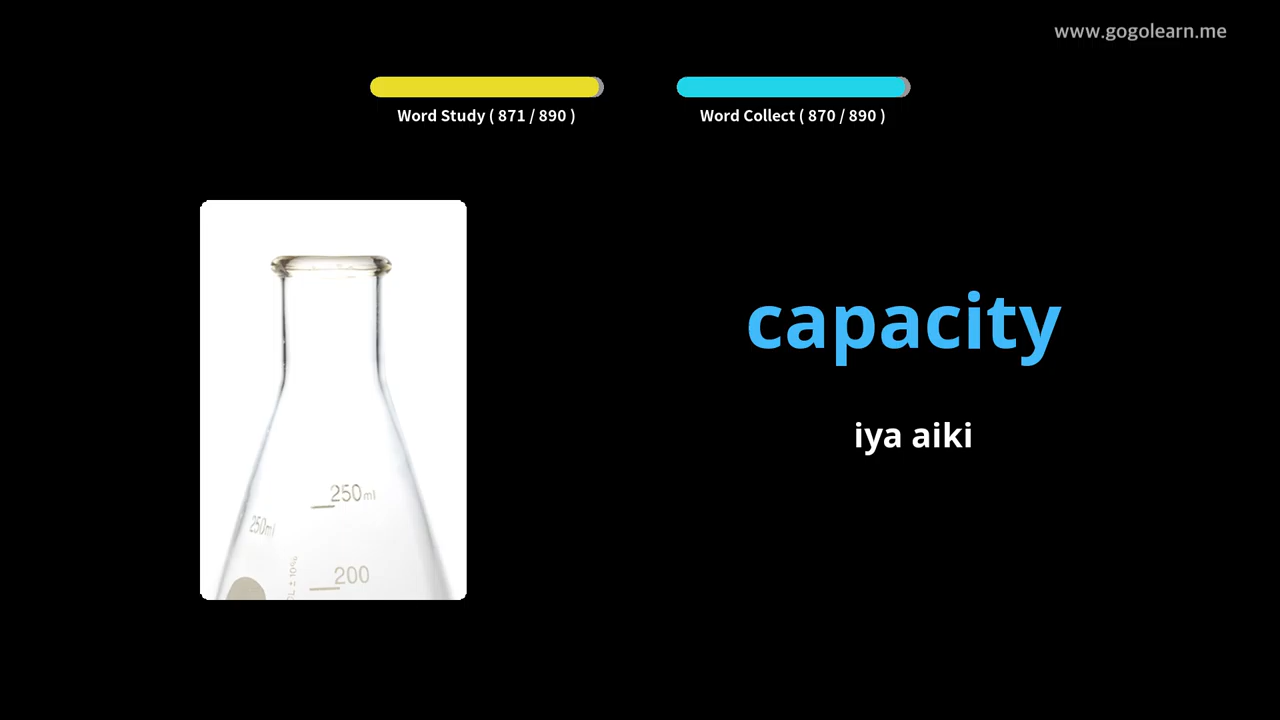 www.gogolearn.me
Word Study ( 871 / 890 )
Word Collect ( 870 / 890 )
capacity
iya aiki
250ml
250ml
200